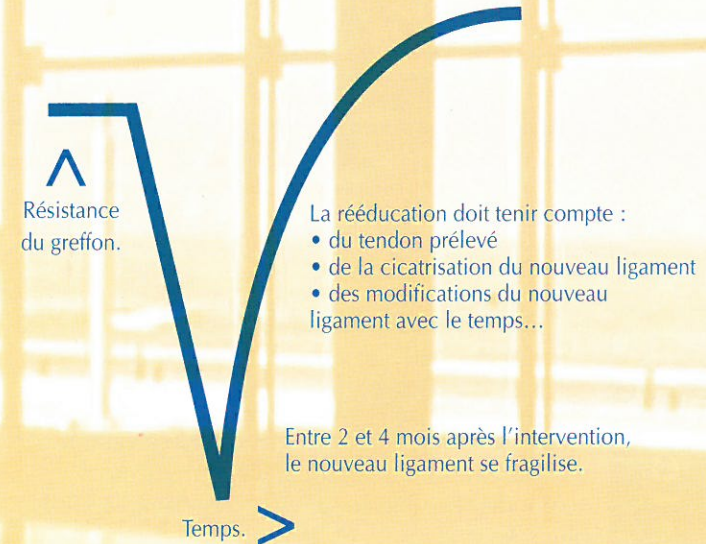 Résistance
du greffon.
La rééducation doit tenir compte :
• du tendon prélevé
• de la cicatrisation du nouveau ligament
• des modifications du nouveau
ligament avec le temps...
Entre 2 et 4 mois après l'intervention,
le nouveau ligament se fragilise.
Temps.